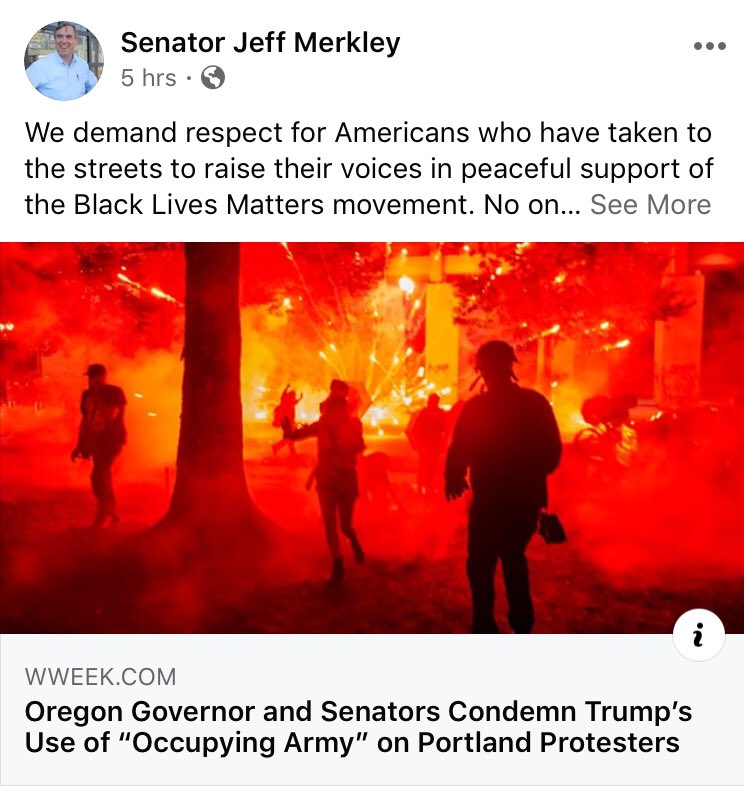 Senator Jeff Merkley
5 hrs ·
We demand respect for Americans who have taken to
the streets to raise their voices in peaceful support of
the Black Lives Matters movement. No on... See More
i
WWEEK.COM
Oregon Governor and Senators Condemn Trump’s
Use of “Occupying Army” on Portland Protesters